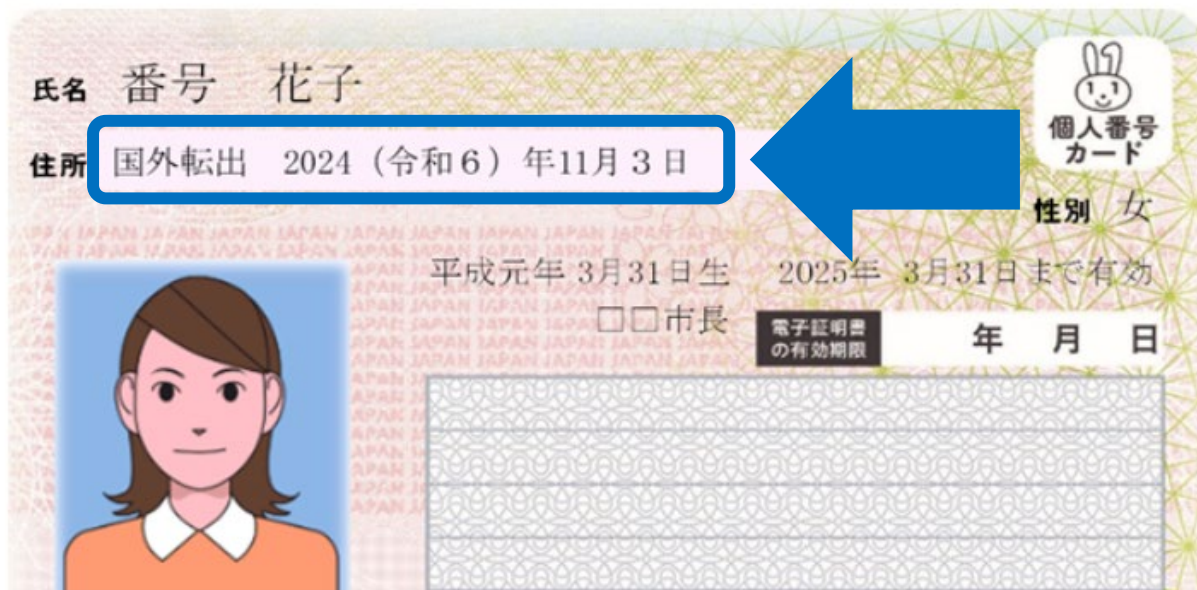 氏名 番号 花子
個人番号
カード
住所 国外転出 2024（令和６）年11月３日
性別 女
平成元年 3月31日生 2025年 3月31日まで有効
□□市長
電子証明書
の有効期限
年 月 日